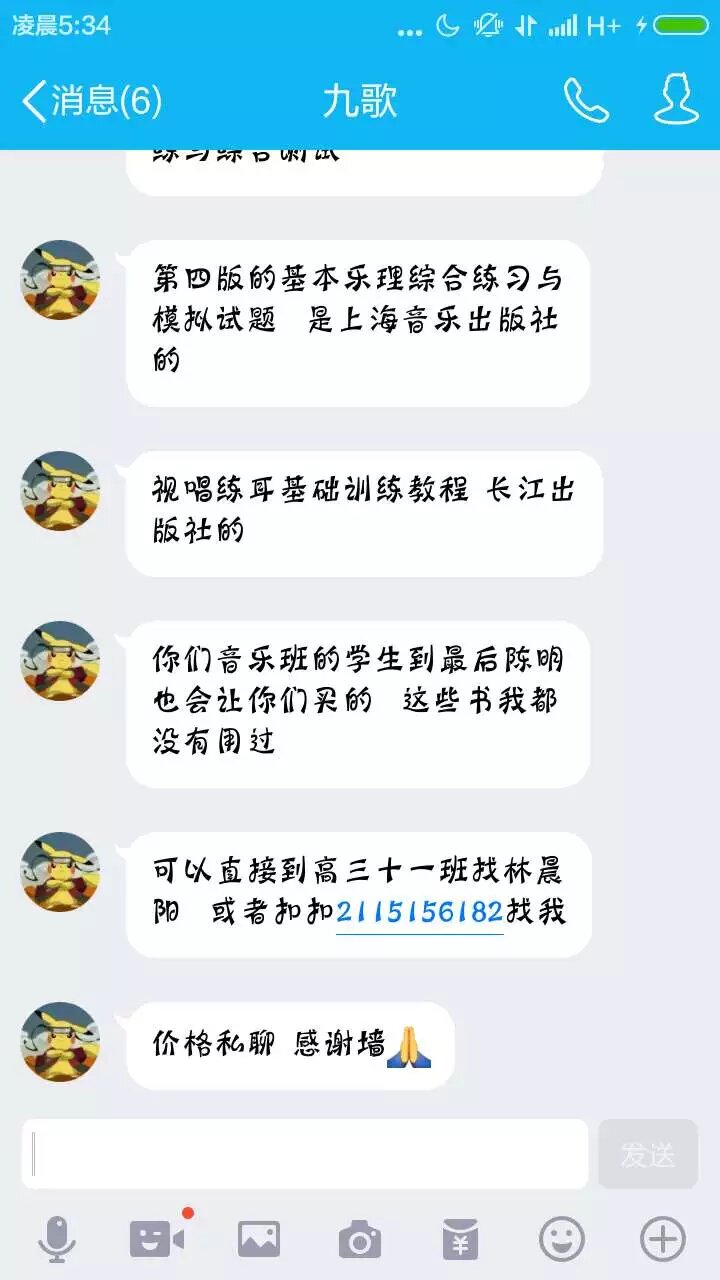 凌晨5:34
H+
消息(6)
九歌
练与综合测试
第四版的基本乐理综合练习与
模拟试题 是上海音乐出版社
的
视唱练耳基础训练教程 长江出
版社的
你们音乐班的学生到最后陈明
也会让你们买的 这些书我都
没有用过
可以直接到高三十一班找林晨
阳 或者扣扣2115156182找我
价格私聊 感谢墙🙏
发送